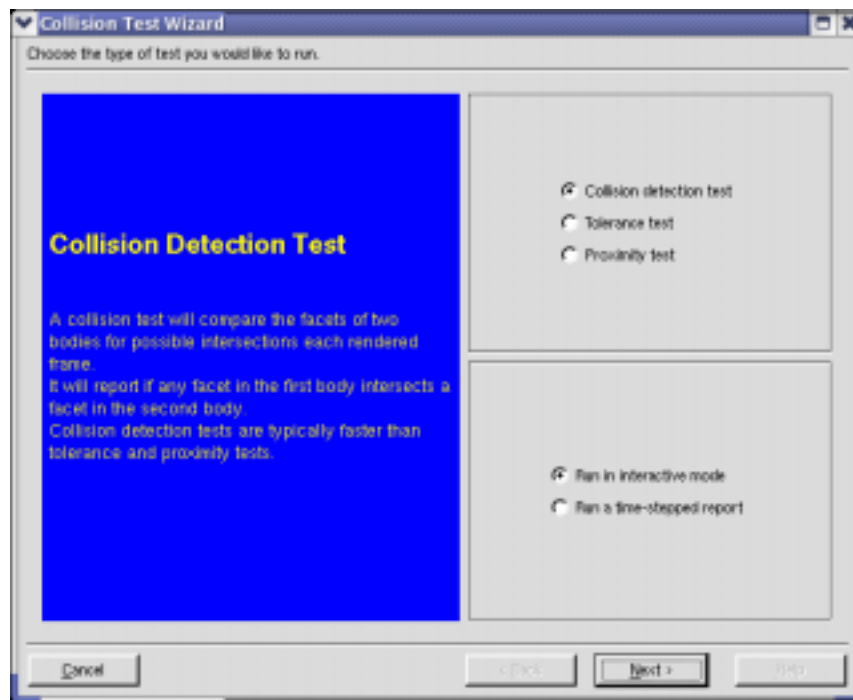 Collision Test Wizard
Choose the type of test you would like to run.
Collision Detection Test
A collision test will compare the facets of two
bodies for possible intersections each rendered
frame.
It will report if any facet in the first body intersects a
facet in the second body.
Collision detection tests are typically faster than
tolerance and proximity tests.
Collision detection test
Tolerance test
Proximity test
Run in interactive mode
Run a time-stepped report
Cancel
< Back
Next >
Help